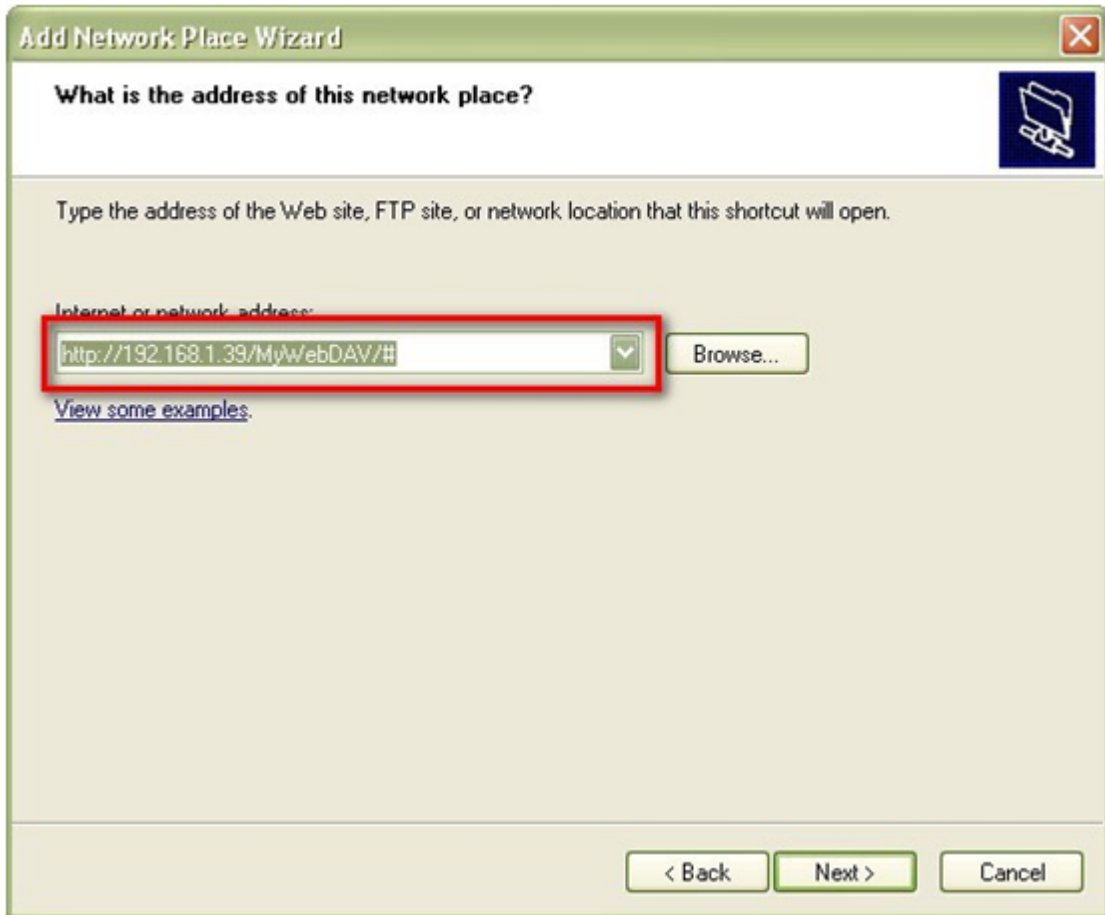 Add Network Place Wizard
What is the address of this network place?
Type the address of the Web site, FTP site, or network location that this shortcut will open.
Internet or network address:
http://192.168.1.39/MyWebDAV/#
Browse...
View some examples.
< Back
Next >
Cancel